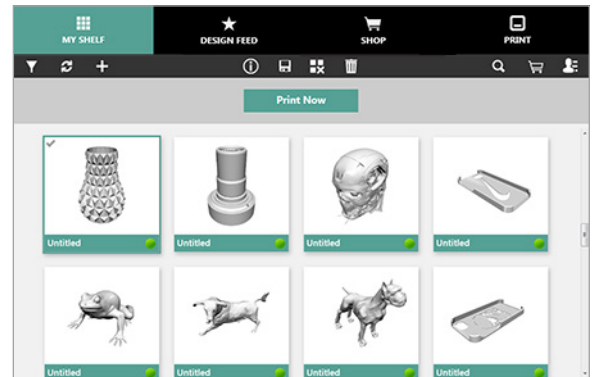 MY SHELF
DESIGN FEED
SHOP
PRINT
Print Now
Untitled
Untitled
Untitled
Untitled
Untitled
Untitled
Untitled
Untitled